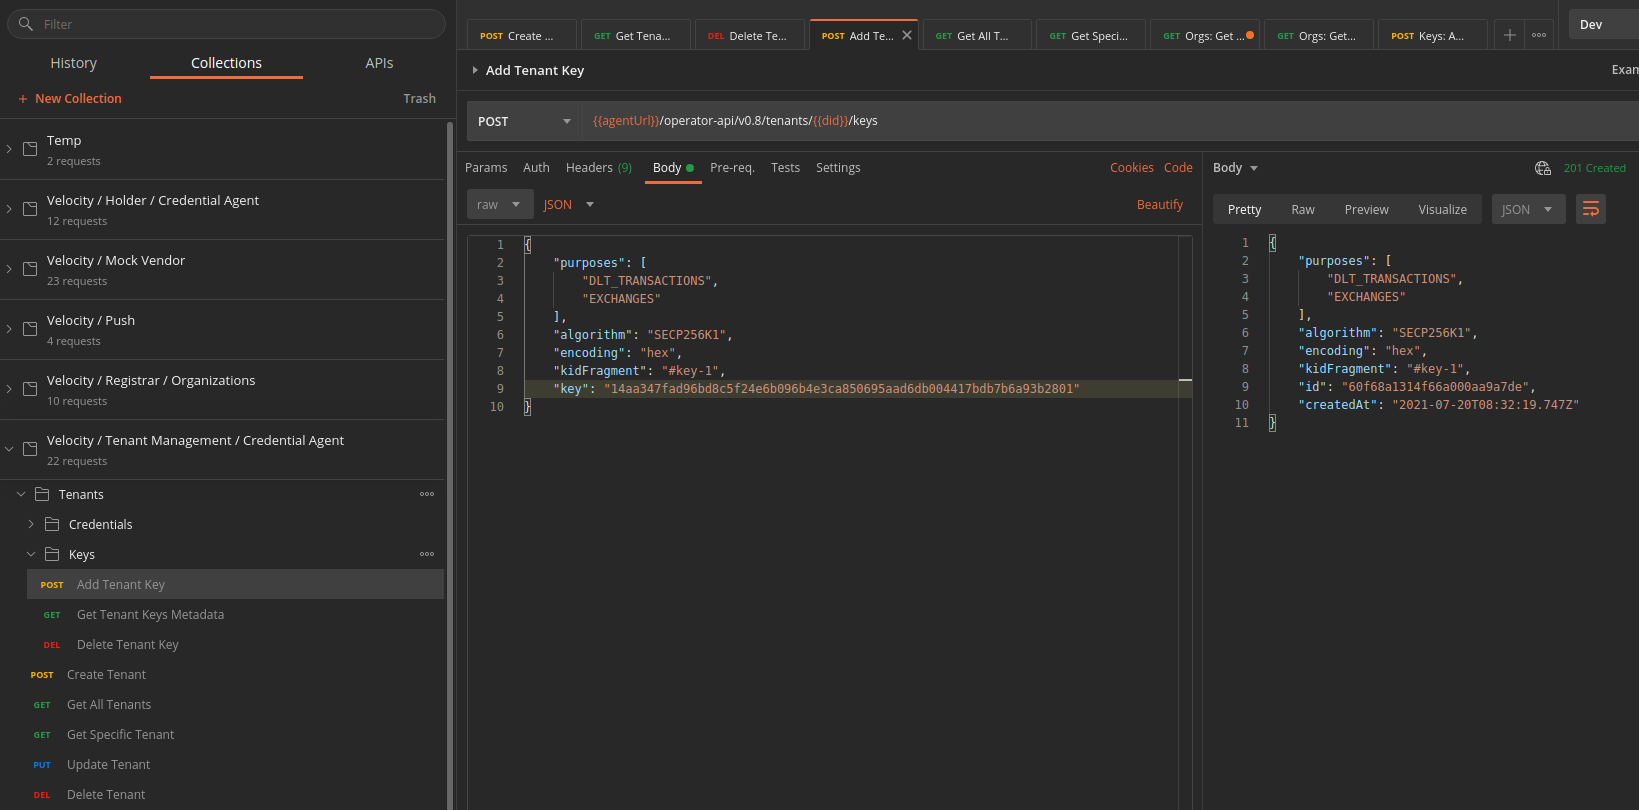 Filter
History Collections APIs
+ New Collection Trash
Temp
2 requests
Velocity / Holder / Credential Agent
12 requests
Velocity / Mock Vendor
23 requests
Velocity / Push
4 requests
Velocity / Registrar / Organizations
10 requests
Velocity / Tenant Management / Credential Agent
22 requests
Tenants
Credentials
Keys
POST Add Tenant Key
GET Get Tenant Keys Metadata
DEL Delete Tenant Key
POST Create Tenant
GET Get All Tenants
GET Get Specific Tenant
PUT Update Tenant
DEL Delete Tenant
POST Create ... GET Get Tena... DEL Delete Te... POST Add Te... GET Get All T... GET Get Speci... GET Orgs: Get ... GET Orgs: Get... POST Keys: A... Dev
Add Tenant Key Exam
POST {{agentUrl}}/operator-api/v0.8/tenants/{{did}}/keys
Params Auth Headers (9) Body Pre-req. Tests Settings Cookies Code
raw JSON Beautify
1 {
2 "purposes": [
3 "DLT_TRANSACTIONS",
4 "EXCHANGES"
5 ],
6 "algorithm": "SECP256K1",
7 "encoding": "hex",
8 "kidFragment": "#key-1",
9 "key": "14aa347fad96bd8c5f24e6b096b4e3ca850695aad6db004417bdb7b6a93b2801"
10 }
Body 201 Created
Pretty Raw Preview Visualize JSON
1 {
2 "purposes": [
3 "DLT_TRANSACTIONS",
4 "EXCHANGES"
5 ],
6 "algorithm": "SECP256K1",
7 "encoding": "hex",
8 "kidFragment": "#key-1",
9 "id": "60f68a1314f66a000aa9a7de",
10 "createdAt": "2021-07-20T08:32:19.747Z"
11 }